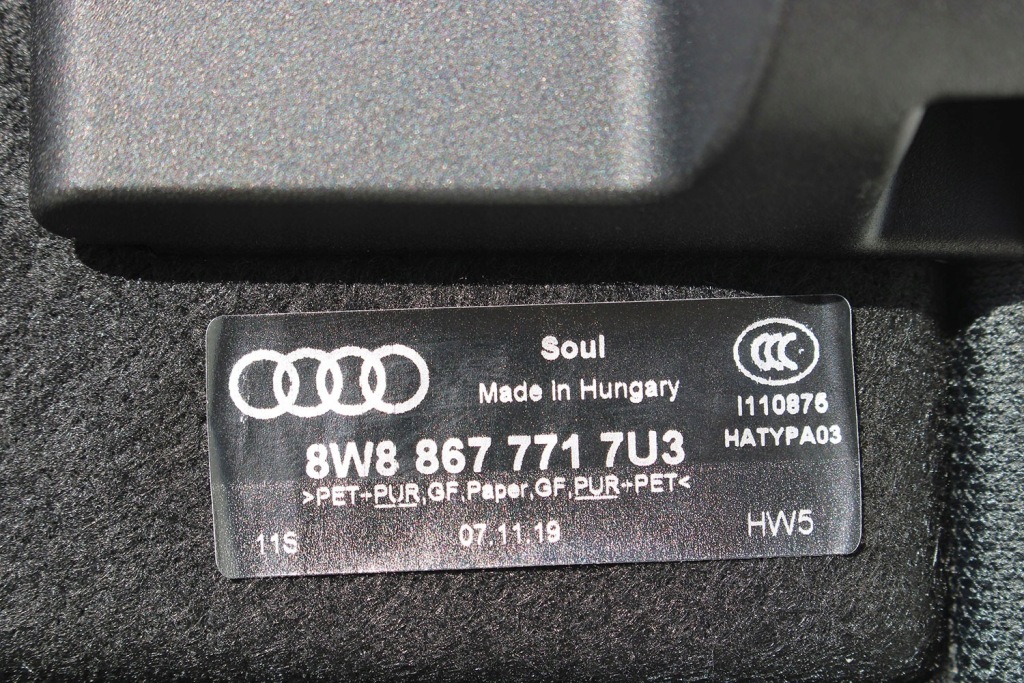 Soul
Made In Hungary
CCC
I110876
HATYPA03
8W8 867 771 7U3
>PET+PUR,GF,Paper,GF,PUR+PET<
11S
07.11.19
HW5